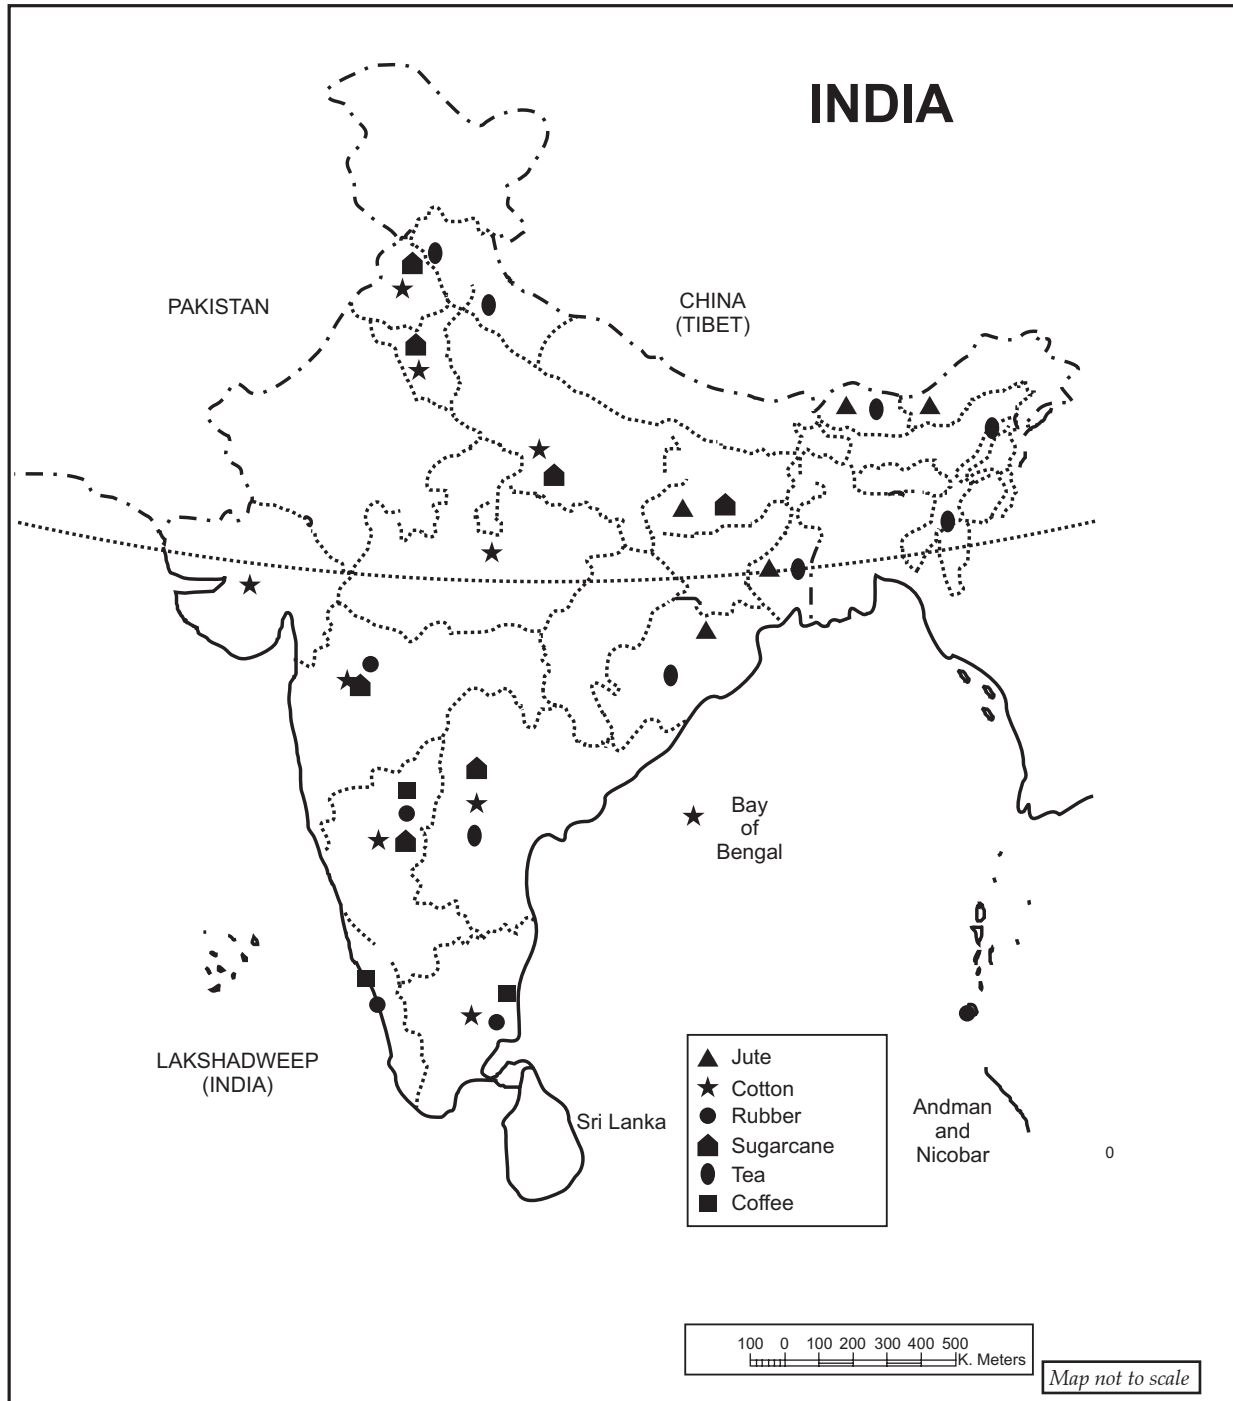 INDIA
PAKISTAN
CHINA
(TIBET)
Bay
of
Bengal
LAKSHADWEEP
(INDIA)
Sri Lanka
Jute
Cotton
Rubber
Sugarcane
Tea
Coffee
Andman
and
Nicobar
0
100 0 100 200 300 400 500
K. Meters
Map not to scale